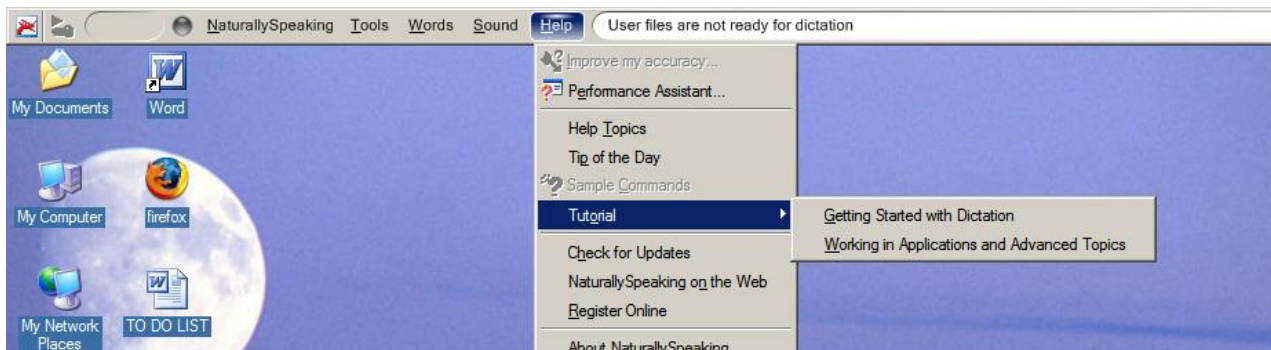 NaturallySpeaking Tools Words Sound Help User files are not ready for dictation
My Documents
Word
My Computer
firefox
My Network
Places
TO DO LIST
Improve my accuracy...
Performance Assistant...
Help Topics
Tip of the Day
Sample Commands
Tutorial
Getting Started with Dictation
Working in Applications and Advanced Topics
Check for Updates
NaturallySpeaking on the Web
Register Online
About NaturallySpeaking